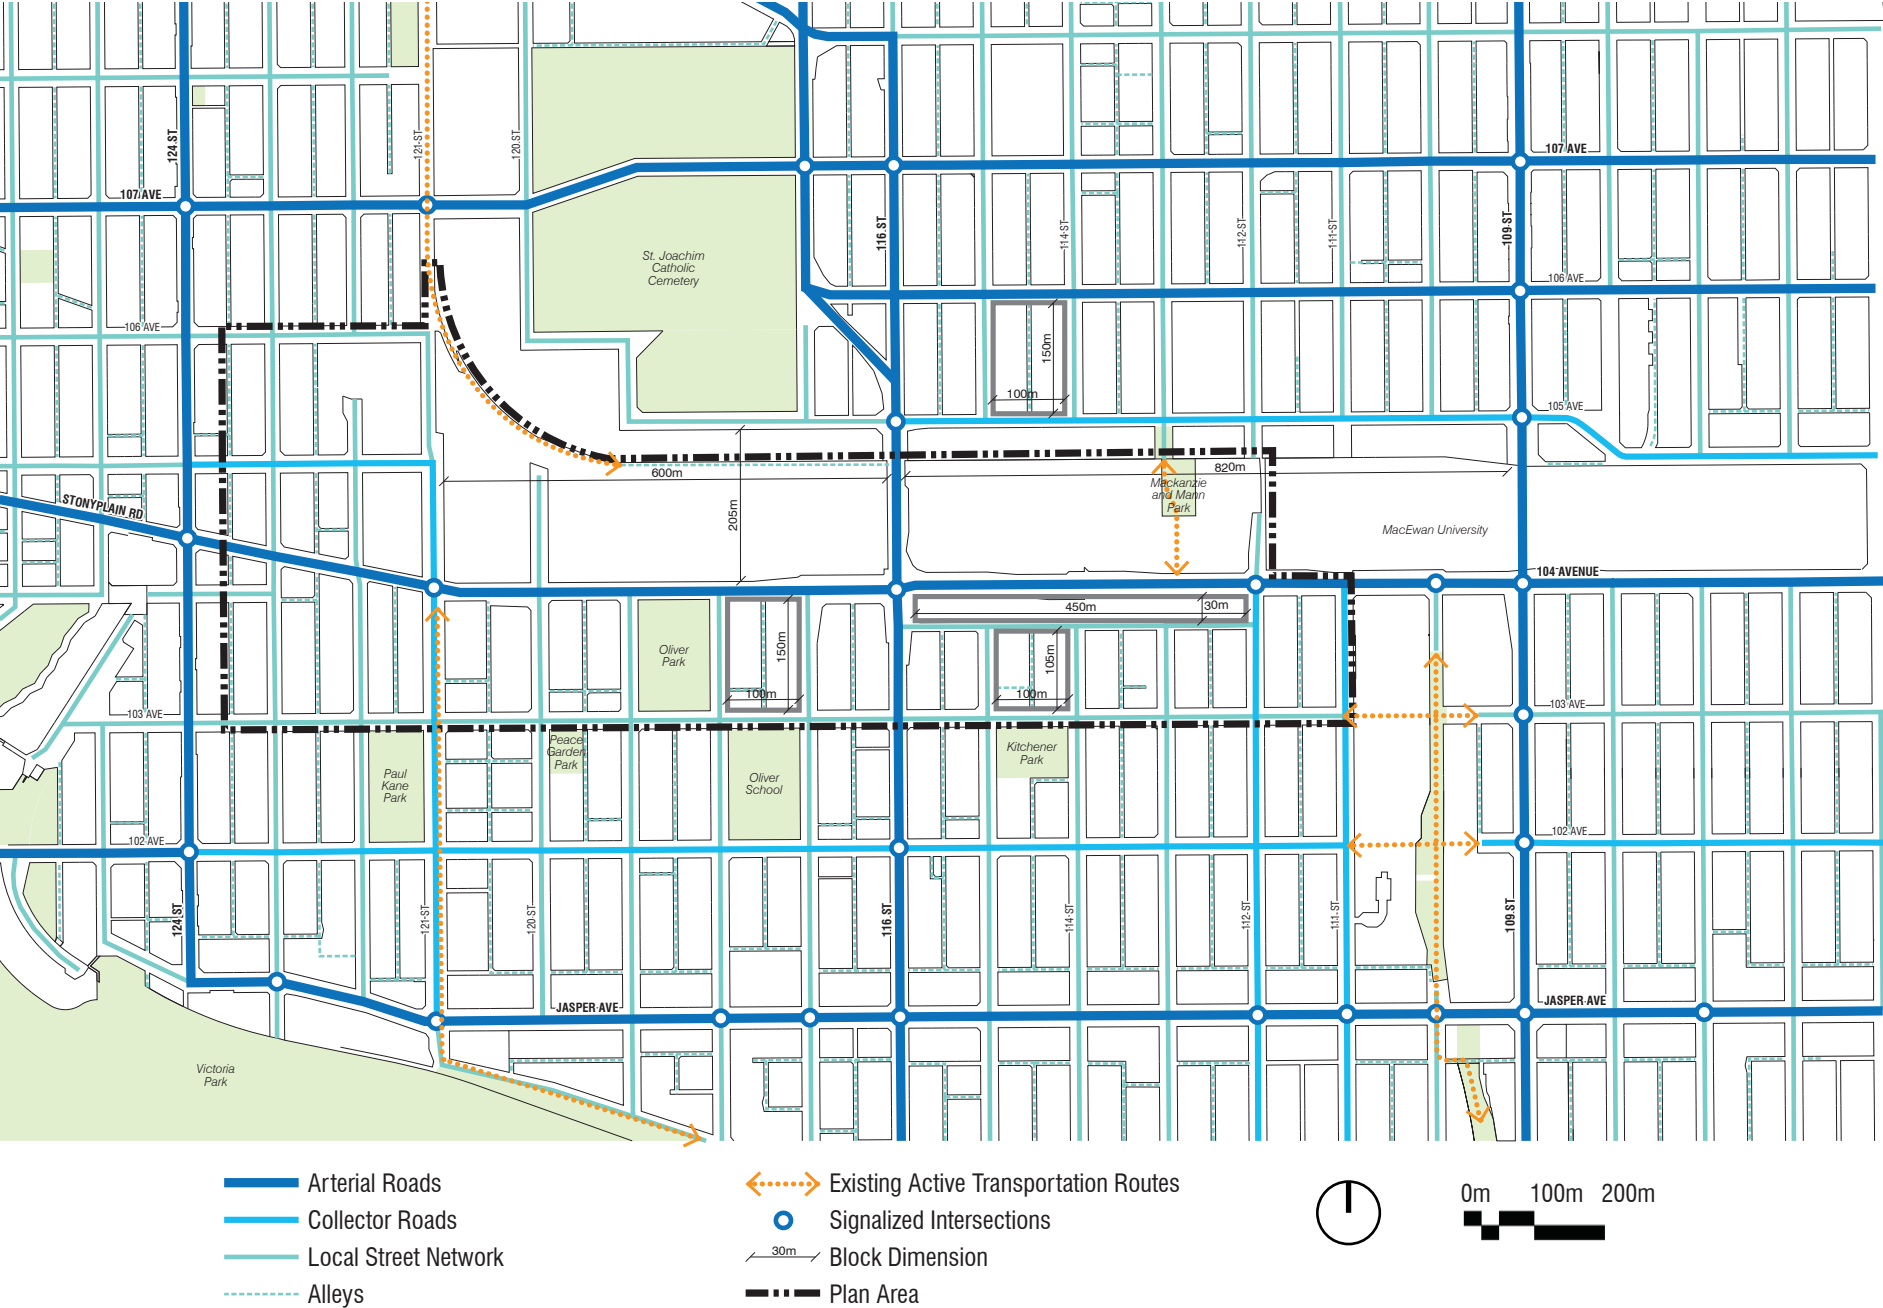 124 ST
121 ST
120 ST
107 AVE
107 AVE
116 ST
114 ST
112 ST
111 ST
109 ST
St. Joachim
Catholic
Cemetery
106 AVE
106 AVE
150m
100m
105 AVE
600m
820m
205m
Mackanzie
and Mann
Park
MacEwan University
STONYPLAIN RD
104 AVENUE
450m
30m
Oliver
Park
150m
100m
105m
100m
103 AVE
103 AVE
Peace
Garden
Park
Paul
Kane
Park
Oliver
School
Kitchener
Park
102 AVE
102 AVE
124 ST
121 ST
120 ST
116 ST
114 ST
112 ST
111 ST
109 ST
JASPER AVE
JASPER AVE
Victoria
Park
Arterial Roads
Collector Roads
Local Street Network
Alleys
Existing Active Transportation Routes
Signalized Intersections
30m
Block Dimension
Plan Area
0m 100m 200m